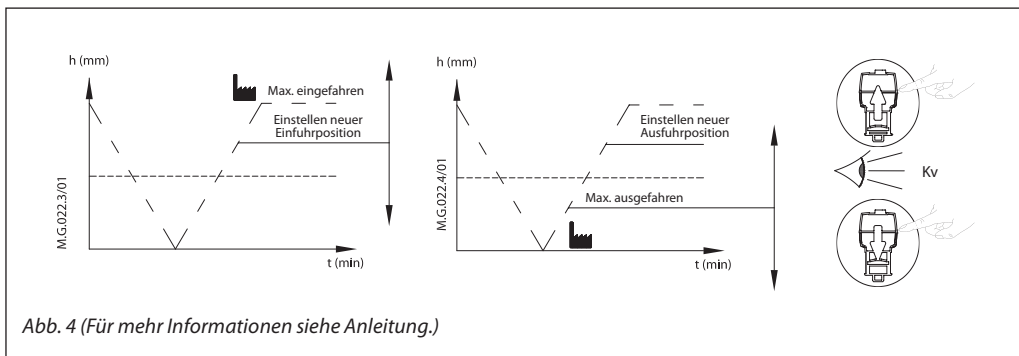 h (mm)
Max. eingefahren
Einstellen neuer
Einfuhrposition
M.G.022.3/01
t (min)
h (mm)
Einstellen neuer
Ausfuhrposition
Max. ausgefahren
M.G.022.4/01
t (min)
Kv
Abb. 4 (Für mehr Informationen siehe Anleitung.)